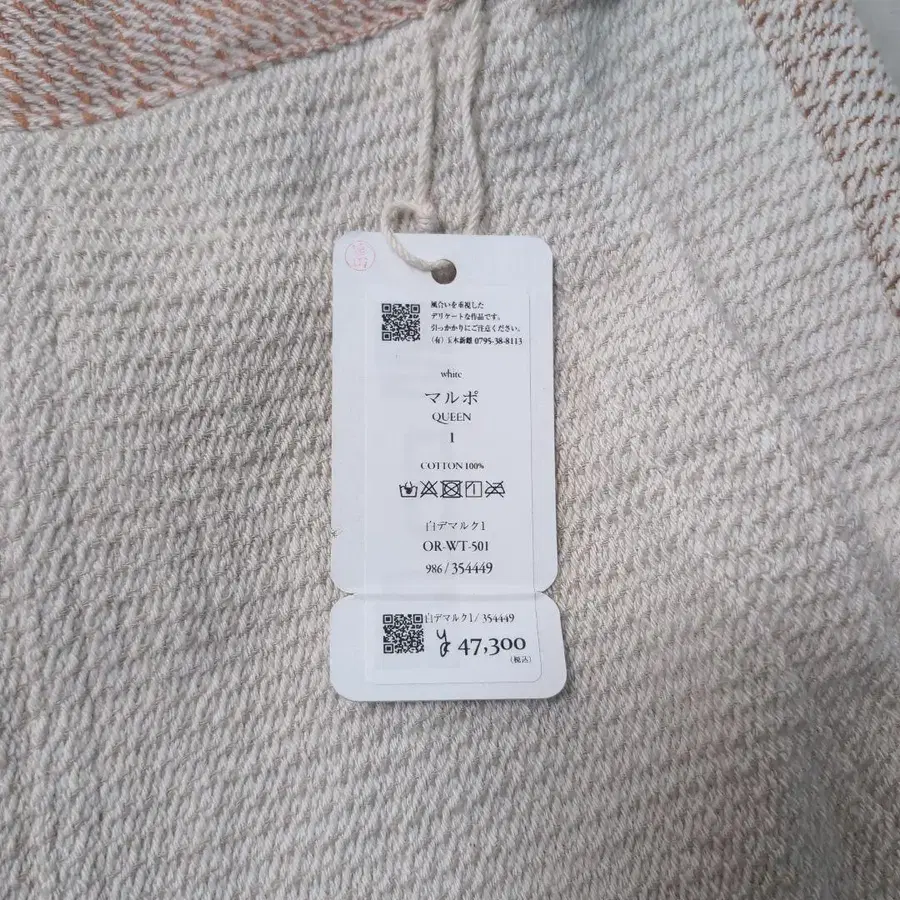 風合いを重視した
デリケートな作品です。
引っかかりにご注意ください。
(有)玉木新雌 0795-38-8113
white
マルポ
QUEEN
1
COTTON 100%
白デマルク1
OR-WT-501
986/354449
白デマルク1/354449
¥ 47,300
(税込)